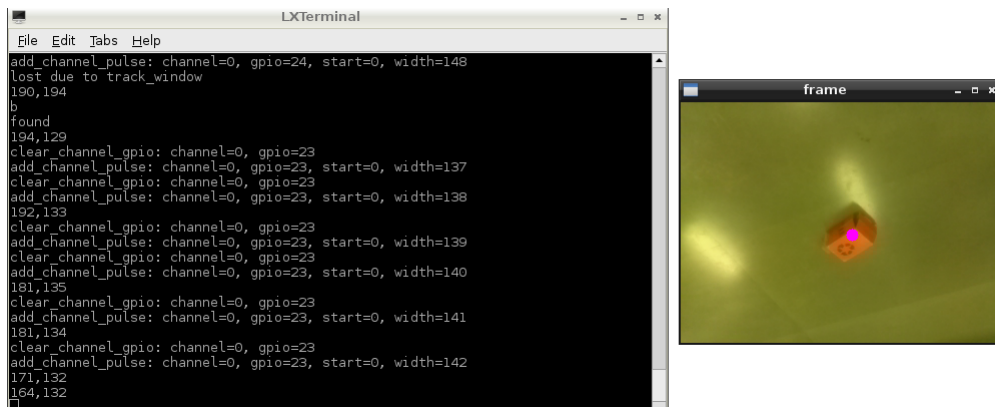 LXTerminal
File Edit Tabs Help
add_channel_pulse: channel=0, gpio=24, start=0, width=148
lost due to track_window
190,194
b
found
194,129
clear_channel_gpio: channel=0, gpio=23
add_channel_pulse: channel=0, gpio=23, start=0, width=137
clear_channel_gpio: channel=0, gpio=23
add_channel_pulse: channel=0, gpio=23, start=0, width=138
192,133
clear_channel_gpio: channel=0, gpio=23
add_channel_pulse: channel=0, gpio=23, start=0, width=139
clear_channel_gpio: channel=0, gpio=23
add_channel_pulse: channel=0, gpio=23, start=0, width=140
181,135
clear_channel_gpio: channel=0, gpio=23
add_channel_pulse: channel=0, gpio=23, start=0, width=141
181,134
clear_channel_gpio: channel=0, gpio=23
add_channel_pulse: channel=0, gpio=23, start=0, width=142
171,132
164,132
frame